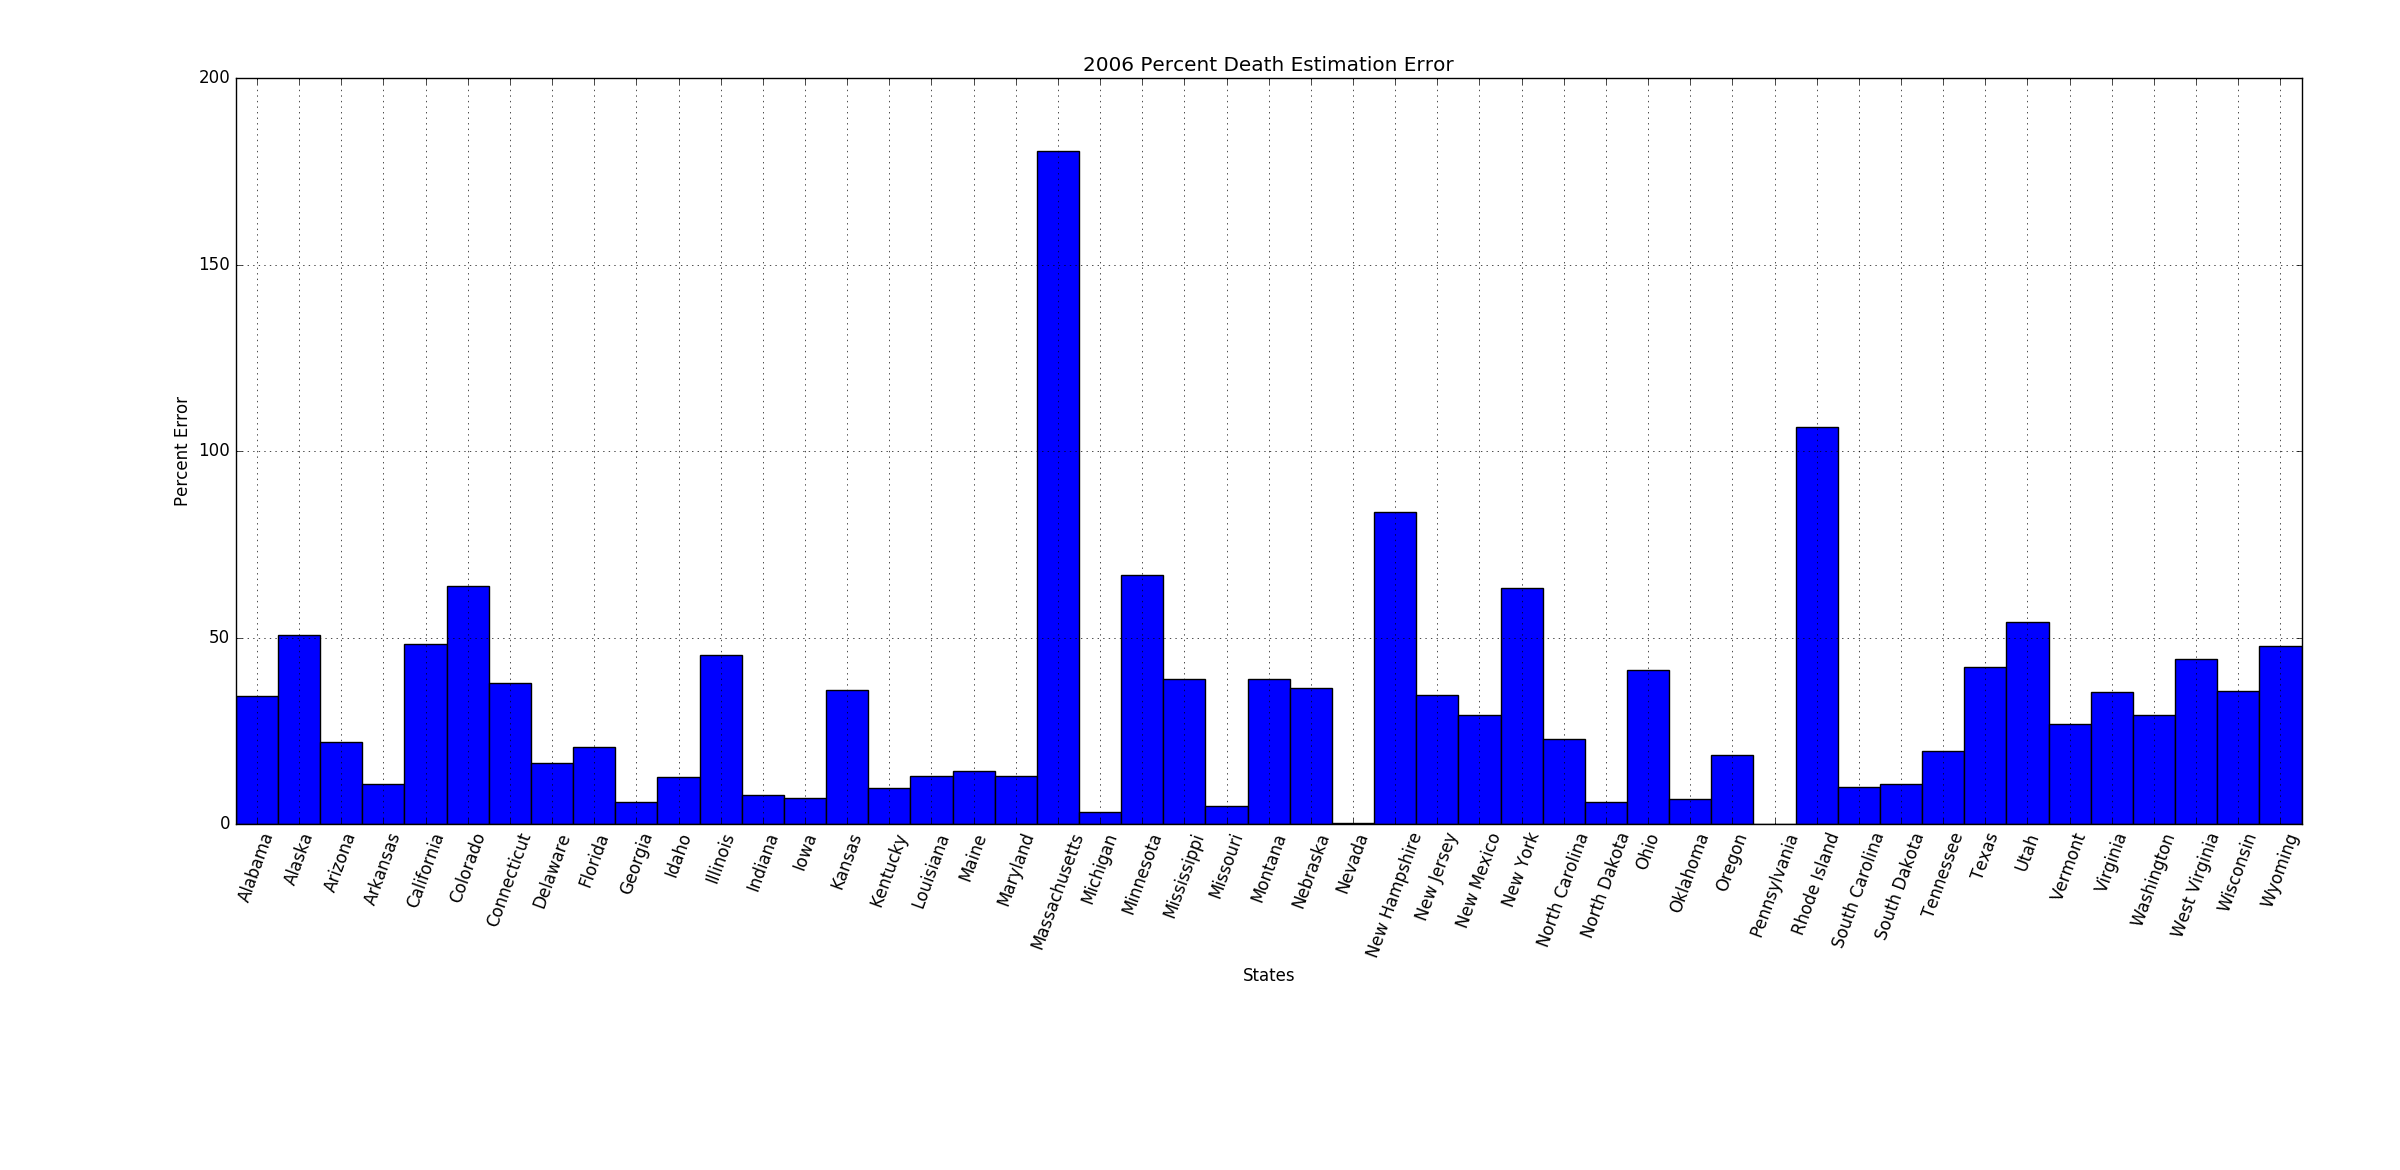 2006 Percent Death Estimation Error
200
150
100
50
0
Percent Error
Alabama
Alaska
Arizona
Arkansas
California
Colorado
Connecticut
Delaware
Florida
Georgia
Idaho
Illinois
Indiana
Iowa
Kansas
Kentucky
Louisiana
Maine
Maryland
Massachusetts
Michigan
Minnesota
Mississippi
Missouri
Montana
Nebraska
Nevada
New Hampshire
New Jersey
New Mexico
New York
North Carolina
North Dakota
Ohio
Oklahoma
Oregon
Pennsylvania
Rhode Island
South Carolina
South Dakota
Tennessee
Texas
Utah
Vermont
Virginia
Washington
West Virginia
Wisconsin
Wyoming
States